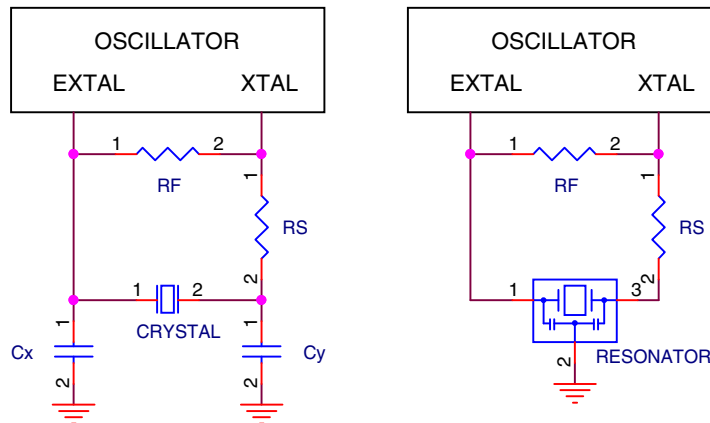 OSCILLATOR
EXTAL XTAL
1 2
RF
1
RS
2
1 2
CRYSTAL
1
Cx
2
1
Cy
2
OSCILLATOR
EXTAL XTAL
1 2
RF
1
RS
2
1 3
2
RESONATOR